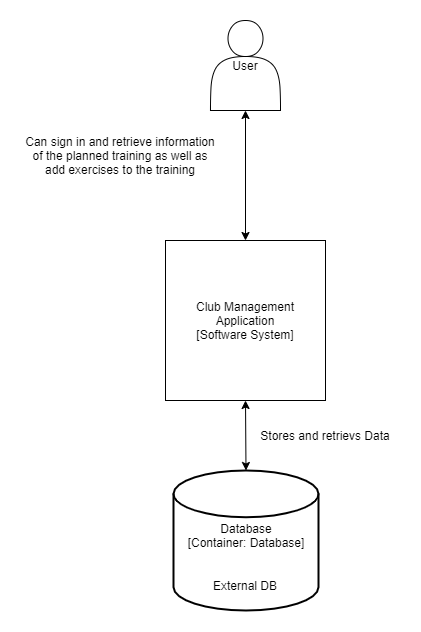 User
Can sign in and retrieve information
of the planned training as well as
add exercises to the training
Club Management
Application
[Software System]
Stores and retrievs Data
Database
[Container: Database]
External DB